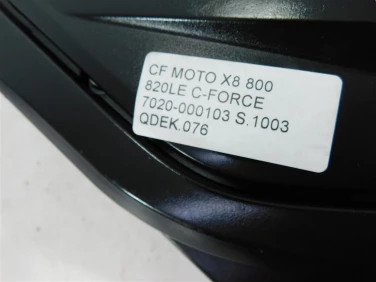 CF MOTO X8 800
820LE C-FORCE
7020-000103 S.1003
QDEK.076